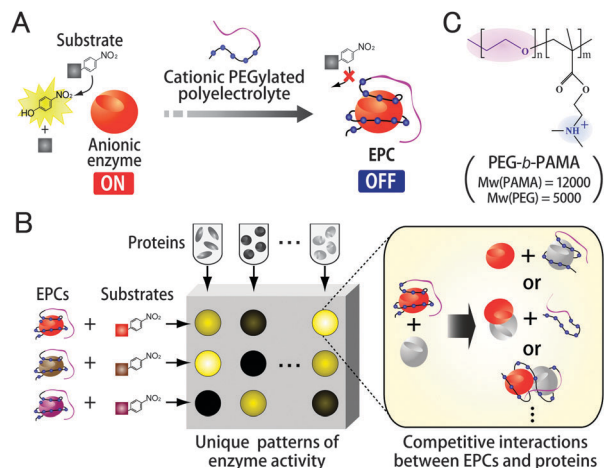 A
Substrate
NO₂
NO₂
HO
+
Anionic
enzyme
ON
Cationic PEGylated
polyelectrolyte
NO₂
EPC
OFF
C
O
n
m
O
O
NH+
PEG-b-PAMA
Mw(PAMA) = 12000
Mw(PEG) = 5000
B
Proteins
...
EPCs
Substrates
+
NO₂
+
NO₂
...
+
NO₂
Unique patterns of
enzyme activity
+
or
+
+
or
...
Competitive interactions
between EPCs and proteins